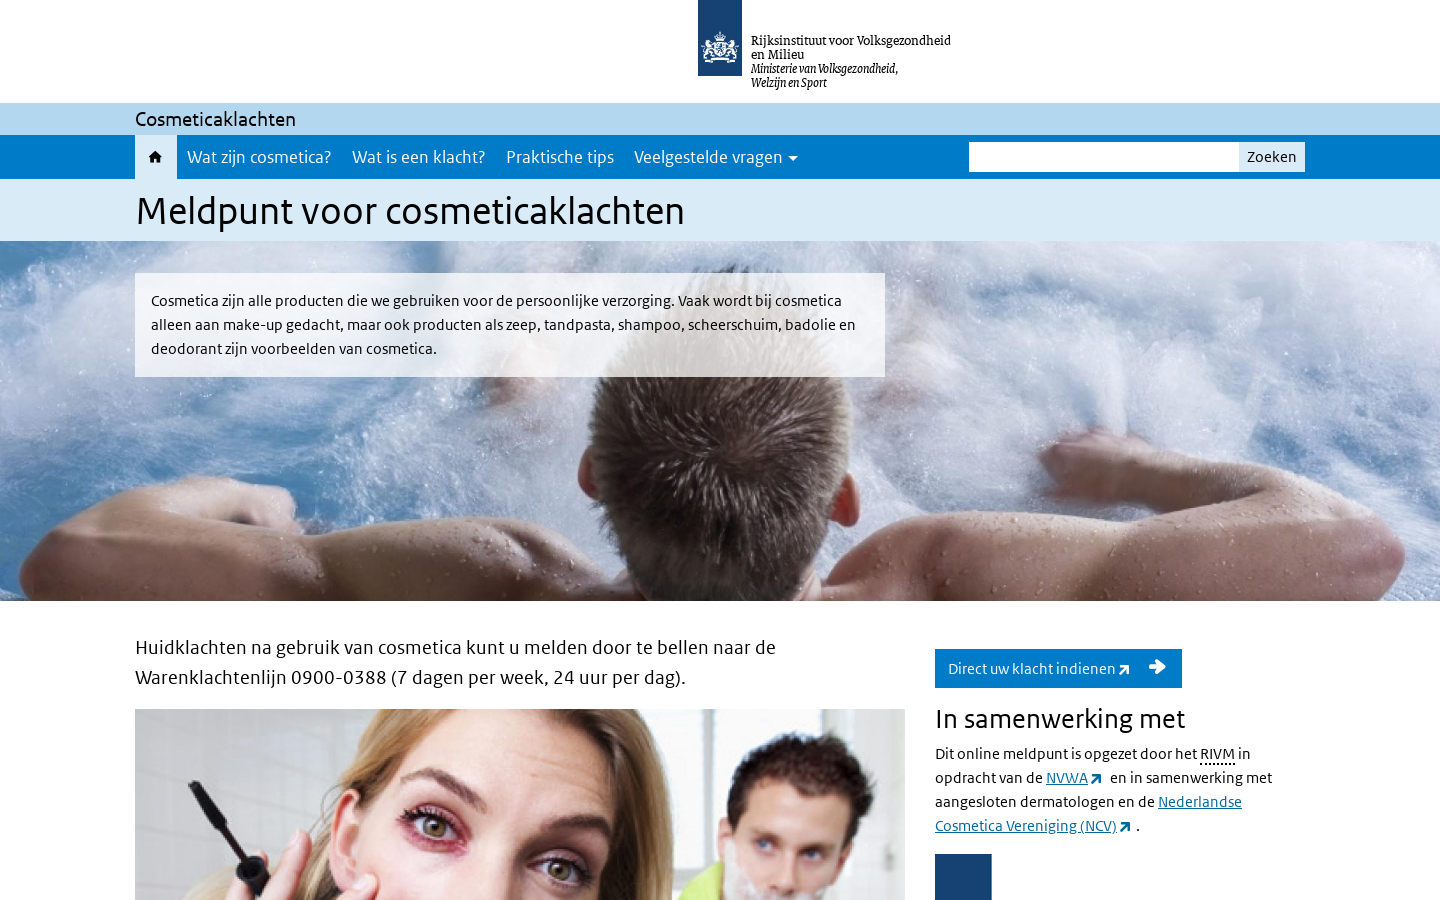 Rijksinstituut voor Volksgezondheid
en Milieu
Ministerie van Volksgezondheid,
Welzijn en Sport
Cosmeticaklachten
Wat zijn cosmetica?
Wat is een klacht?
Praktische tips
Veelgestelde vragen
Zoeken
Meldpunt voor cosmeticaklachten
Cosmetica zijn alle producten die we gebruiken voor de persoonlijke verzorging. Vaak wordt bij cosmetica
alleen aan make-up gedacht, maar ook producten als zeep, tandpasta, shampoo, scheerschuim, badolie en
deodorant zijn voorbeelden van cosmetica.
Huidklachten na gebruik van cosmetica kunt u melden door te bellen naar de
Warenklachtenlijn 0900-0388 (7 dagen per week, 24 uur per dag).
Direct uw klacht indienen
In samenwerking met
Dit online meldpunt is opgezet door het RIVM in
opdracht van de NVWA en in samenwerking met
aangesloten dermatologen en de Nederlandse
Cosmetica Vereniging (NCV) .